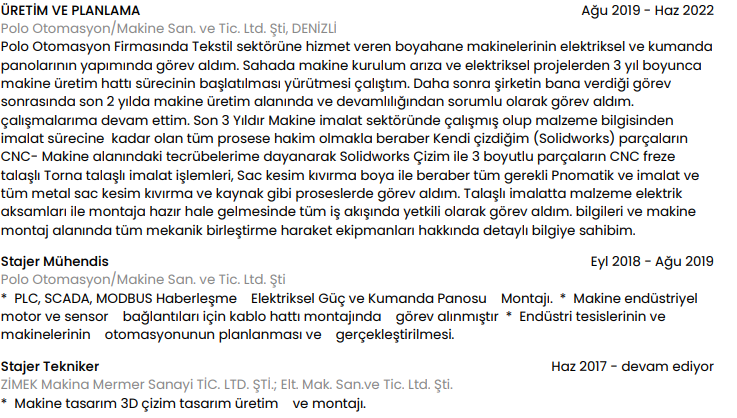 ÜRETİM VE PLANLAMA Ağu 2019 - Haz 2022
Polo Otomasyon/Makine San. ve Tic. Ltd. Şti, DENİZLİ
Polo Otomasyon Firmasında Tekstil sektörüne hizmet veren boyahane makinelerinin elektriksel ve kumanda
panolarının yapımında görev aldım. Sahada makine kurulum arıza ve elektriksel projelerden 3 yıl boyunca
makine üretim hattı sürecinin başlatılması yürütmesi çalıştım. Daha sonra şirketin bana verdiği görev
sonrasında son 2 yılda makine üretim alanında ve devamlılığından sorumlu olarak görev aldım.
çalışmalarıma devam ettim. Son 3 Yıldır Makine imalat sektöründe çalışmış olup malzeme bilgisinden
imalat sürecine kadar olan tüm prosese hakim olmakla beraber Kendi çizdiğim (Solidworks) parçaların
CNC- Makine alanındaki tecrübelerime dayanarak Solidworks Çizim ile 3 boyutlu parçaların CNC freze
talaşlı Torna talaşlı imalat işlemleri, Sac kesim kıvırma boya ile beraber tüm gerekli Pnomatik ve imalat ve
tüm metal sac kesim kıvırma ve kaynak gibi proseslerde görev aldım. Talaşlı imalatta malzeme elektrik
aksamları ile montaja hazır hale gelmesinde tüm iş akışında yetkili olarak görev aldım. bilgileri ve makine
montaj alanında tüm mekanik birleştirme haraket ekipmanları hakkında detaylı bilgiye sahibim.
Stajer Mühendis Eyl 2018 - Ağu 2019
Polo Otomasyon/Makine San. ve Tic. Ltd. Şti
* PLC, SCADA, MODBUS Haberleşme Elektriksel Güç ve Kumanda Panosu Montajı. * Makine endüstriyel
motor ve sensor bağlantıları için kablo hattı montajında görev alınmıştır * Endüstri tesislerinin ve
makinelerinin otomasyonunun planlanması ve gerçekleştirilmesi.
Stajer Tekniker Haz 2017 - devam ediyor
ZİMEK Makina Mermer Sanayi TİC. LTD. ŞTİ.; Elt. Mak. San.ve Tic. Ltd. Şti.
* Makine tasarım 3D çizim tasarım üretim ve montajı.